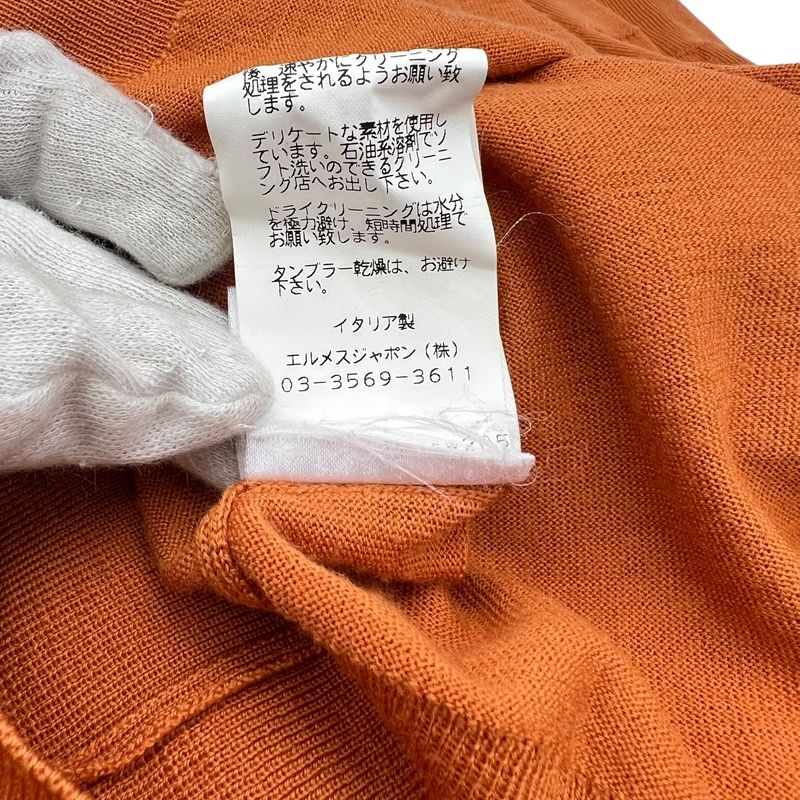 後、速やかにクリーニング
処理をされるようお願い致
します。
デリケートな素材を使用し
ています。石油系溶剤でソ
フト洗いのできるクリーニ
ング店へお出し下さい。
ドライクリーニングは水分
を極力避け、短時間処理で
お願い致します。
タンブラー乾燥は、お避け
下さい。
イタリア製
エルメスジャポン(株)
03-3569-3611